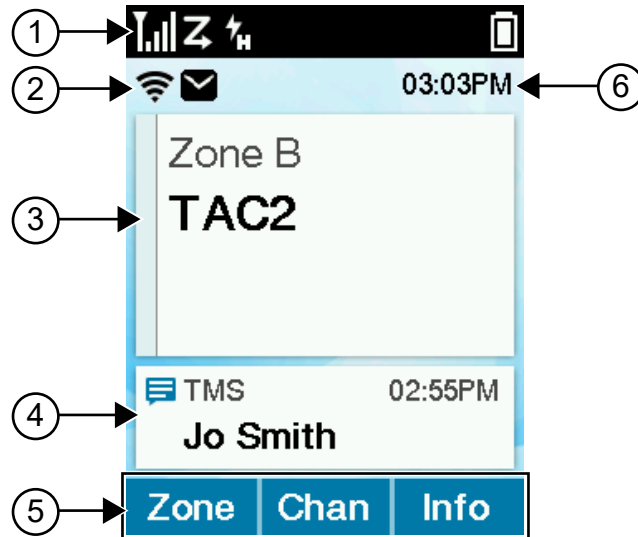 1
H
2
03:03PM
6
Zone B
3
TAC2
TMS 02:55PM
4
Jo Smith
5
Zone Chan Info